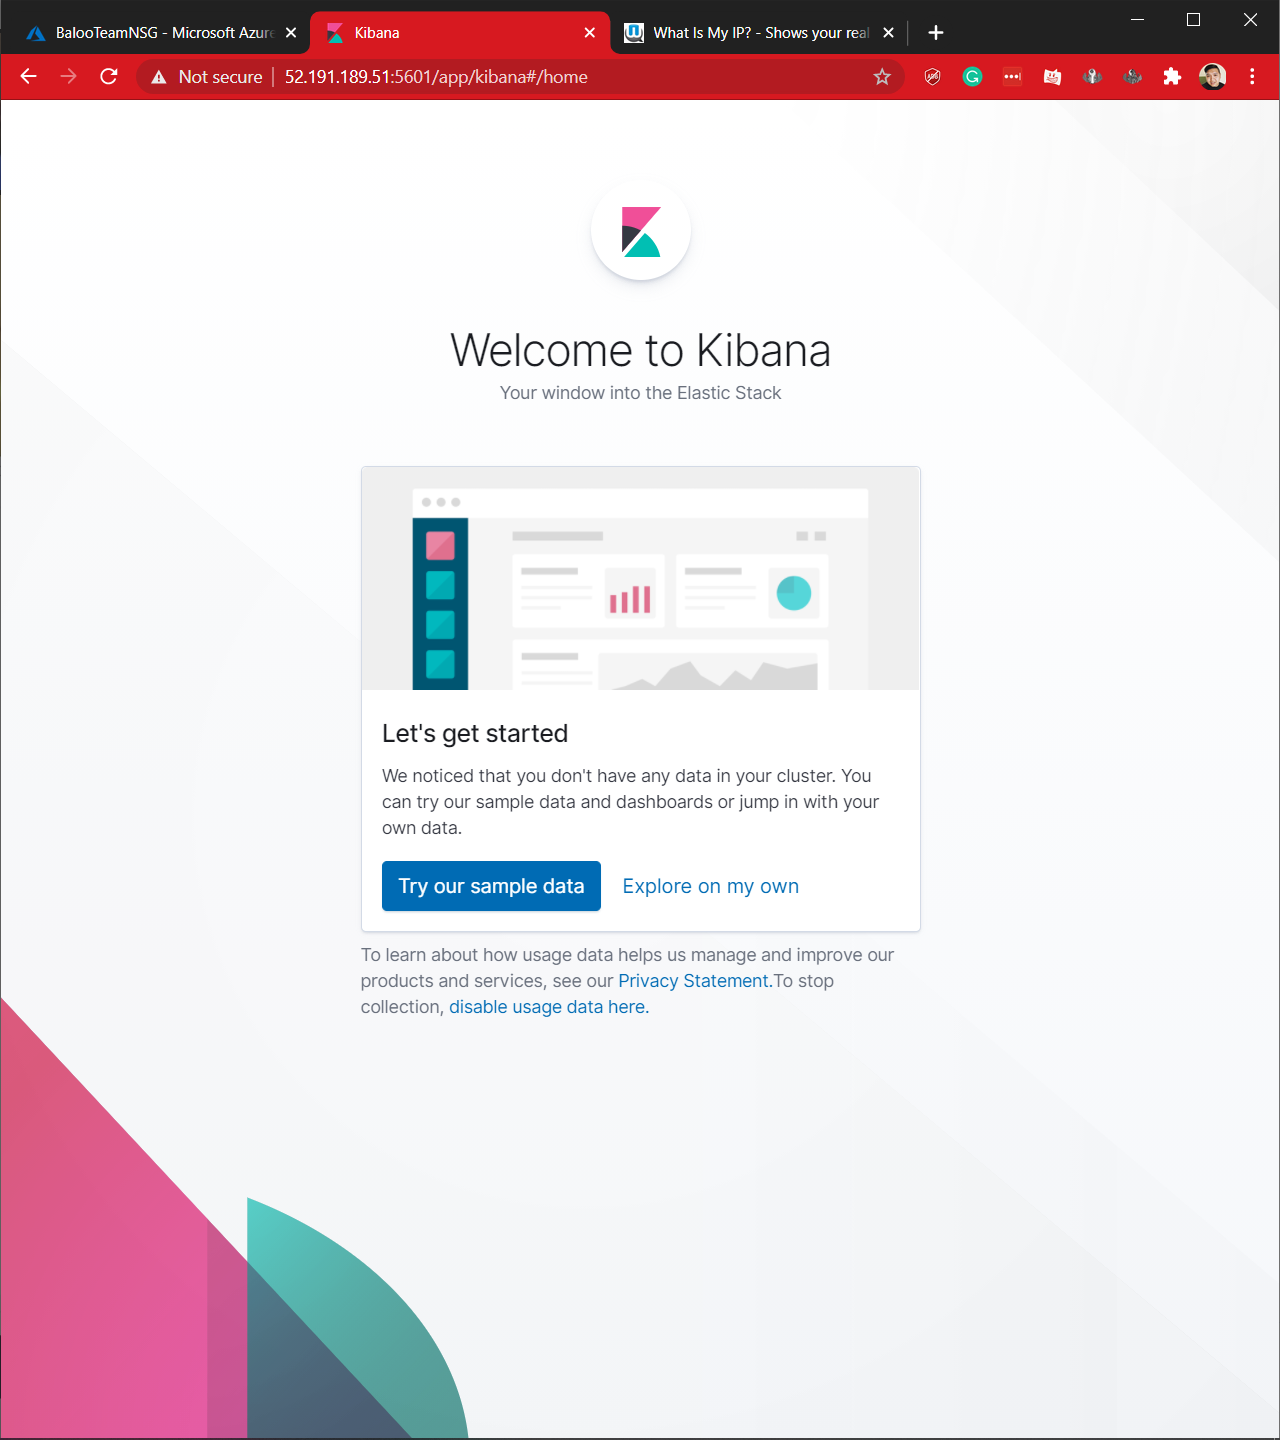 BalooTeamNSG - Microsoft Azure
Kibana
What Is My IP? - Shows your real
Not secure
52.191.189.51:5601/app/kibana#/home
Welcome to Kibana
Your window into the Elastic Stack
Let's get started
We noticed that you don't have any data in your cluster. You
can try our sample data and dashboards or jump in with your
own data.
Try our sample data
Explore on my own
To learn about how usage data helps us manage and improve our
products and services, see our Privacy Statement.To stop
collection, disable usage data here.